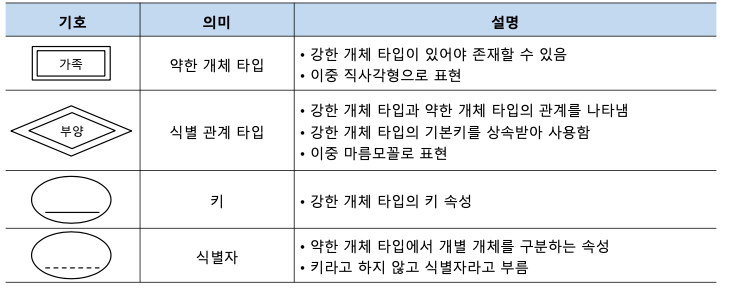 기호 의미 설명
가족 약한 개체 타입
• 강한 개체 타입이 있어야 존재할 수 있음
• 이중 직사각형으로 표현
부양 식별 관계 타입
• 강한 개체 타입과 약한 개체 타입의 관계를 나타냄
• 강한 개체 타입의 기본키를 상속받아 사용함
• 이중 마름모꼴로 표현
키 • 강한 개체 타입의 키 속성
식별자
• 약한 개체 타입에서 개별 개체를 구분하는 속성
• 키라고 하지 않고 식별자라고 부름